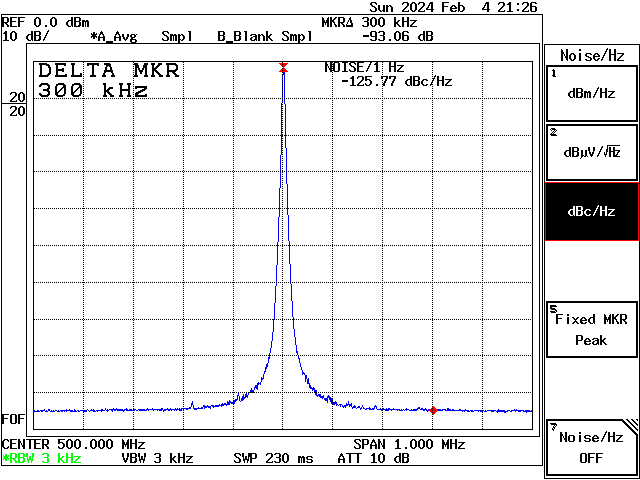 Sun 2024 Feb  4 21:26
REF 0.0 dBm MKRΔ 300 kHz
10 dB/ *A_Avg Smpl B_Blank Smpl -93.06 dB
Noise/Hz
DELTA MKR NOISE/1 Hz
300 kHz -125.77 dBc/Hz
1
dBm/Hz
20
20
2
dBμV/√Hz
dBc/Hz
5
Fixed MKR
Peak
FOF
7
Noise/Hz
OFF
CENTER 500.000 MHz SPAN 1.000 MHz
*RBW 3 kHz VBW 3 kHz SWP 230 ms ATT 10 dB